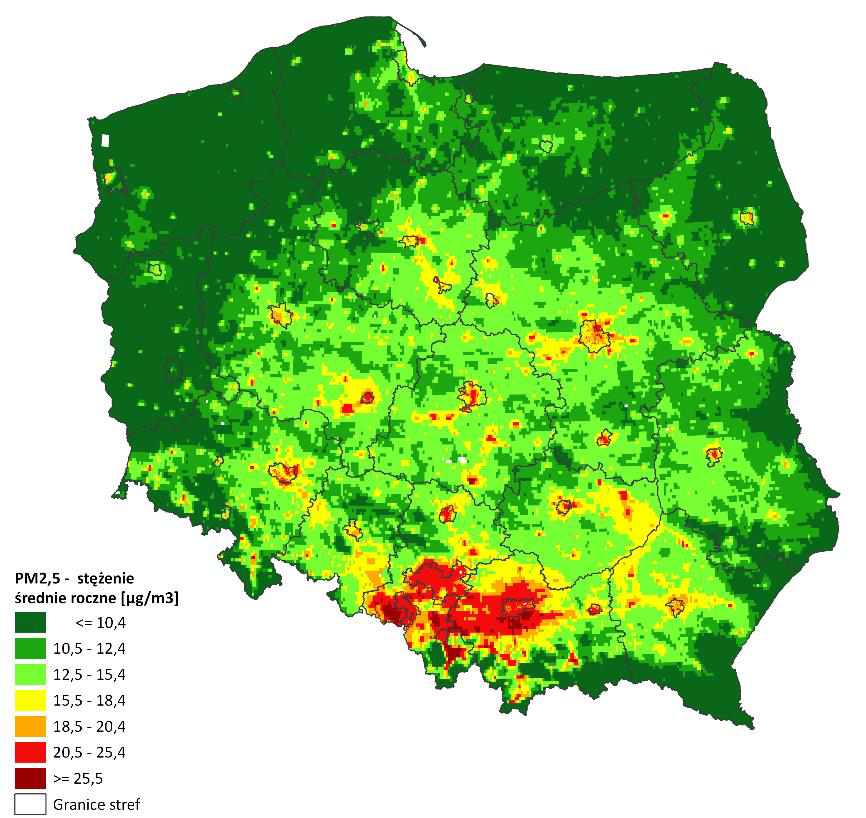 PM2,5 - stężenie
średnie roczne [µg/m3]
<= 10,4
10,5 - 12,4
12,5 - 15,4
15,5 - 18,4
18,5 - 20,4
20,5 - 25,4
>= 25,5
Granice stref